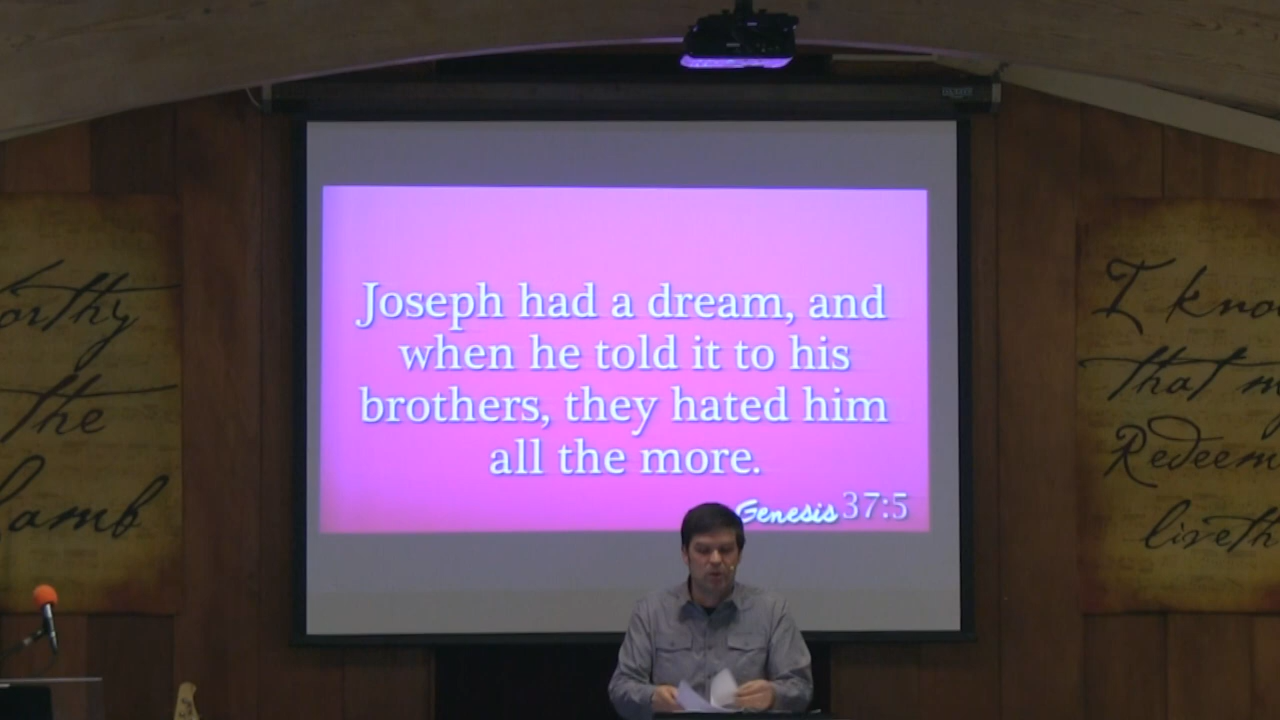 Joseph had a dream, and
when he told it to his
brothers, they hated him
all the more.
Genesis 37:5
the
I
that
liveth